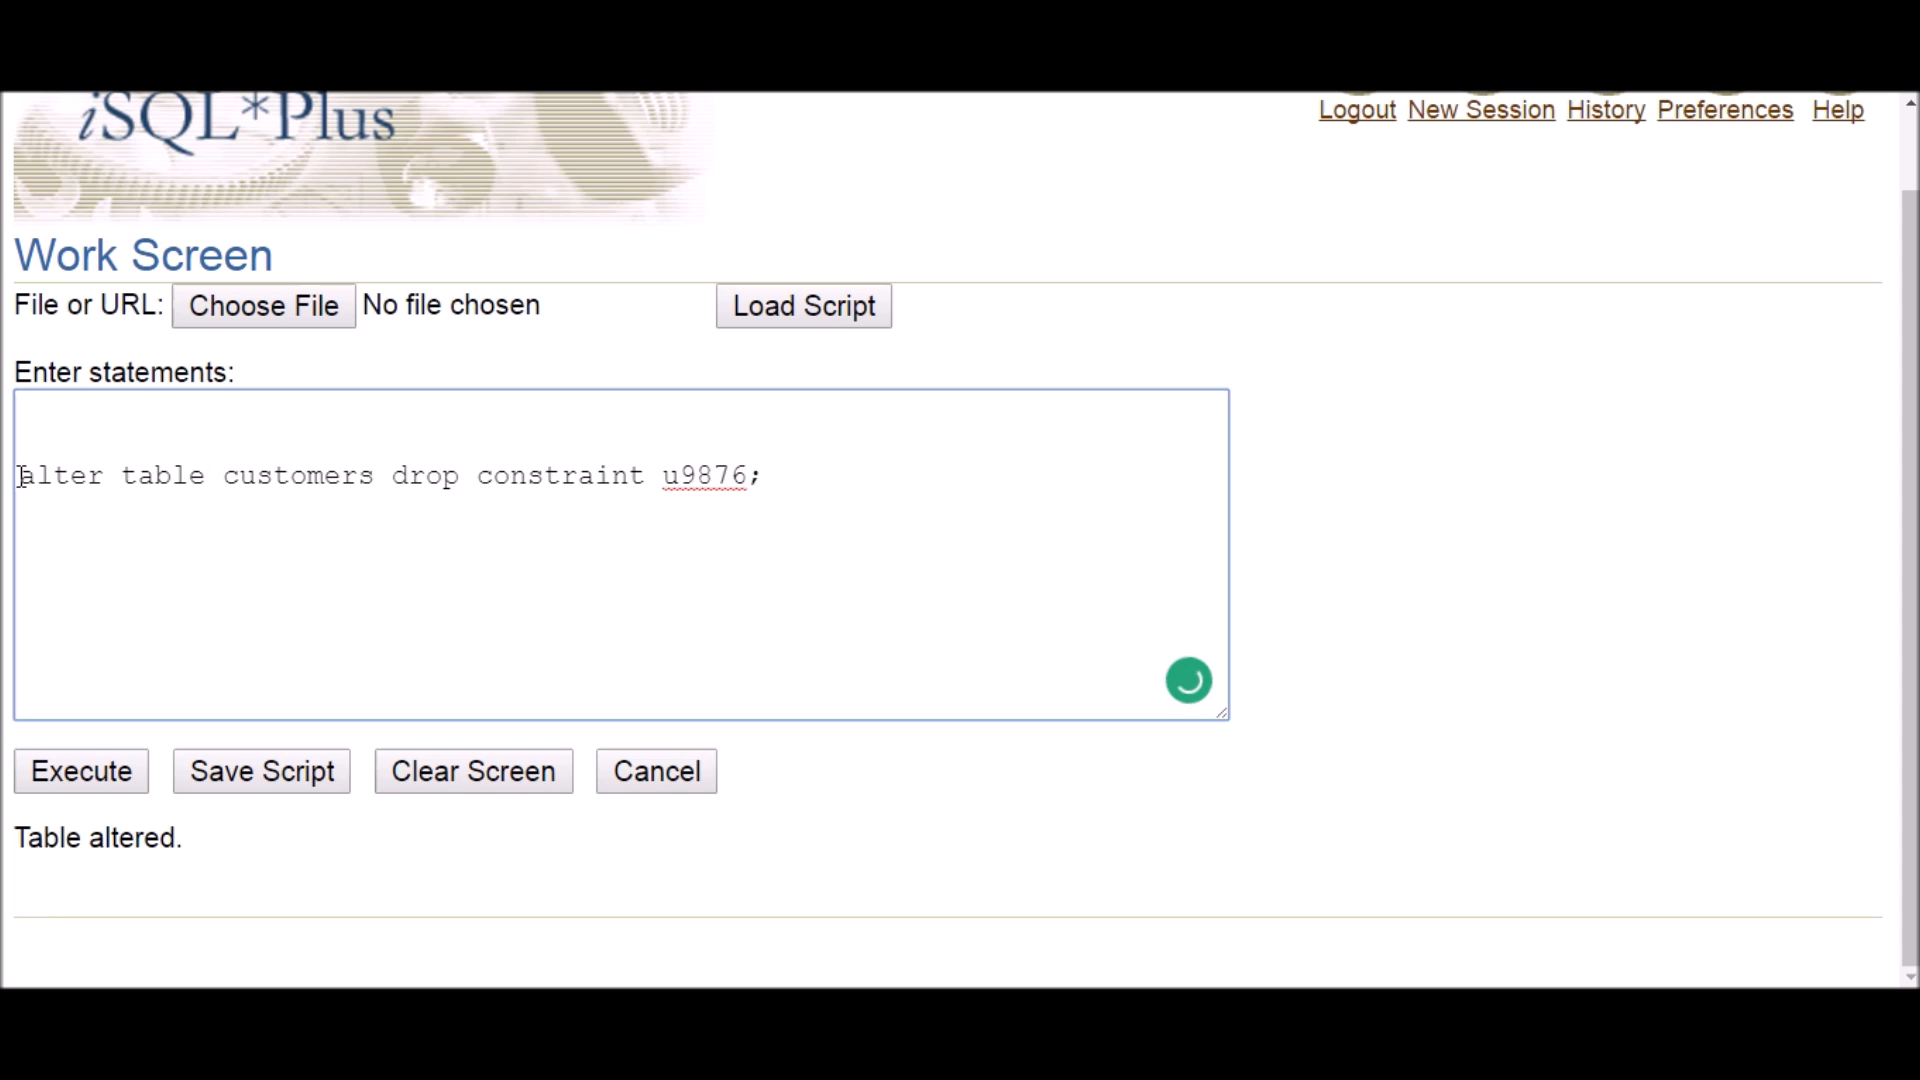 iSQL*Plus
Logout New Session History Preferences Help
Work Screen
File or URL: Choose File No file chosen Load Script
Enter statements:
alter table customers drop constraint u9876;
Execute Save Script Clear Screen Cancel
Table altered.